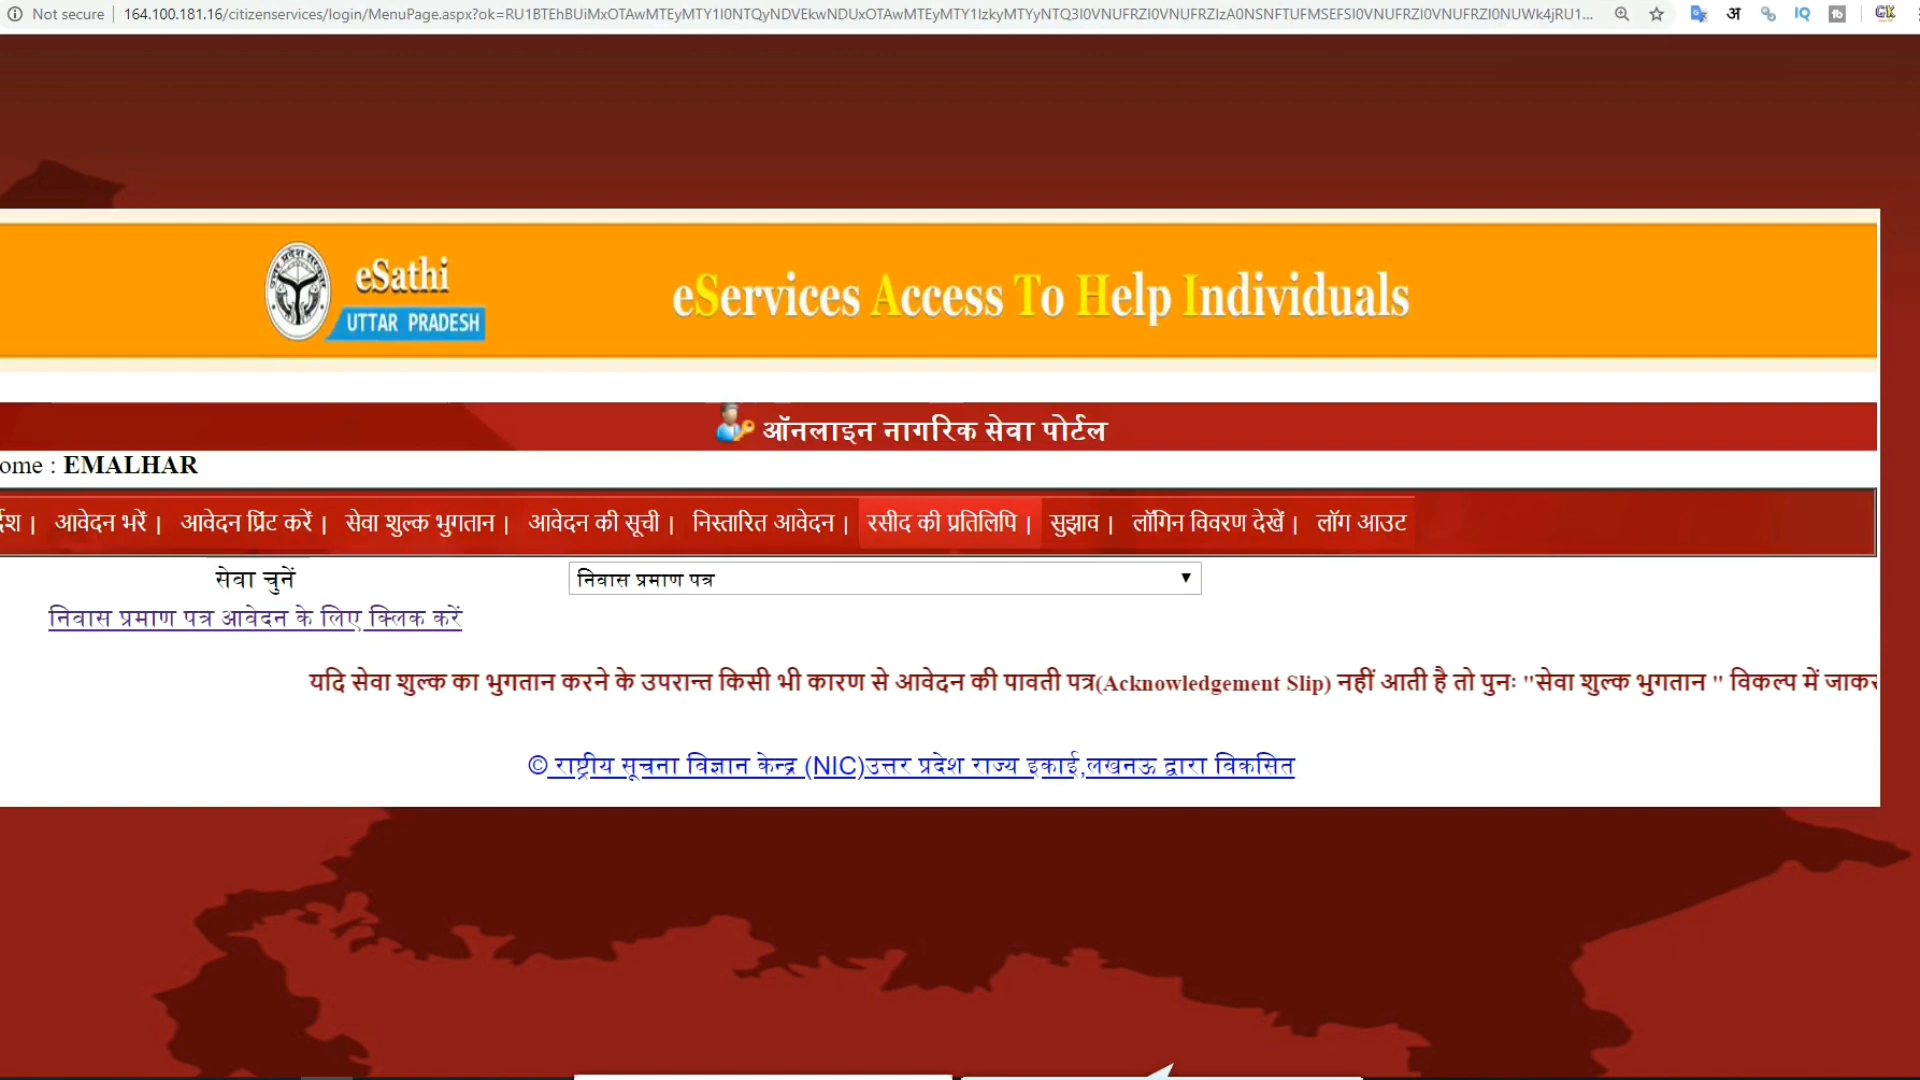 Not secure | 164.100.181.16/citizenservices/login/MenuPage.aspx?ok=
eSathi
UTTAR PRADESH
eServices Access To Help Individuals
ऑनलाइन नागरिक सेवा पोर्टल
ome : EMALHAR
आवेदन भरें | आवेदन प्रिंट करें | सेवा शुल्क भुगतान | आवेदन की सूची | निस्तारित आवेदन | रसीद की प्रतिलिपि | सुझाव | लॉगिन विवरण देखें | लॉग आउट
सेवा चुनें निवास प्रमाण पत्र
निवास प्रमाण पत्र आवेदन के लिए क्लिक करें
यदि सेवा शुल्क का भुगतान करने के उपरान्त किसी भी कारण से आवेदन की पावती पत्र(Acknowledgement Slip) नहीं आती है तो पुनः "सेवा शुल्क भुगतान " विकल्प में जाकर
© राष्ट्रीय सूचना विज्ञान केन्द्र (NIC)उत्तर प्रदेश राज्य इकाई,लखनऊ द्वारा विकसित